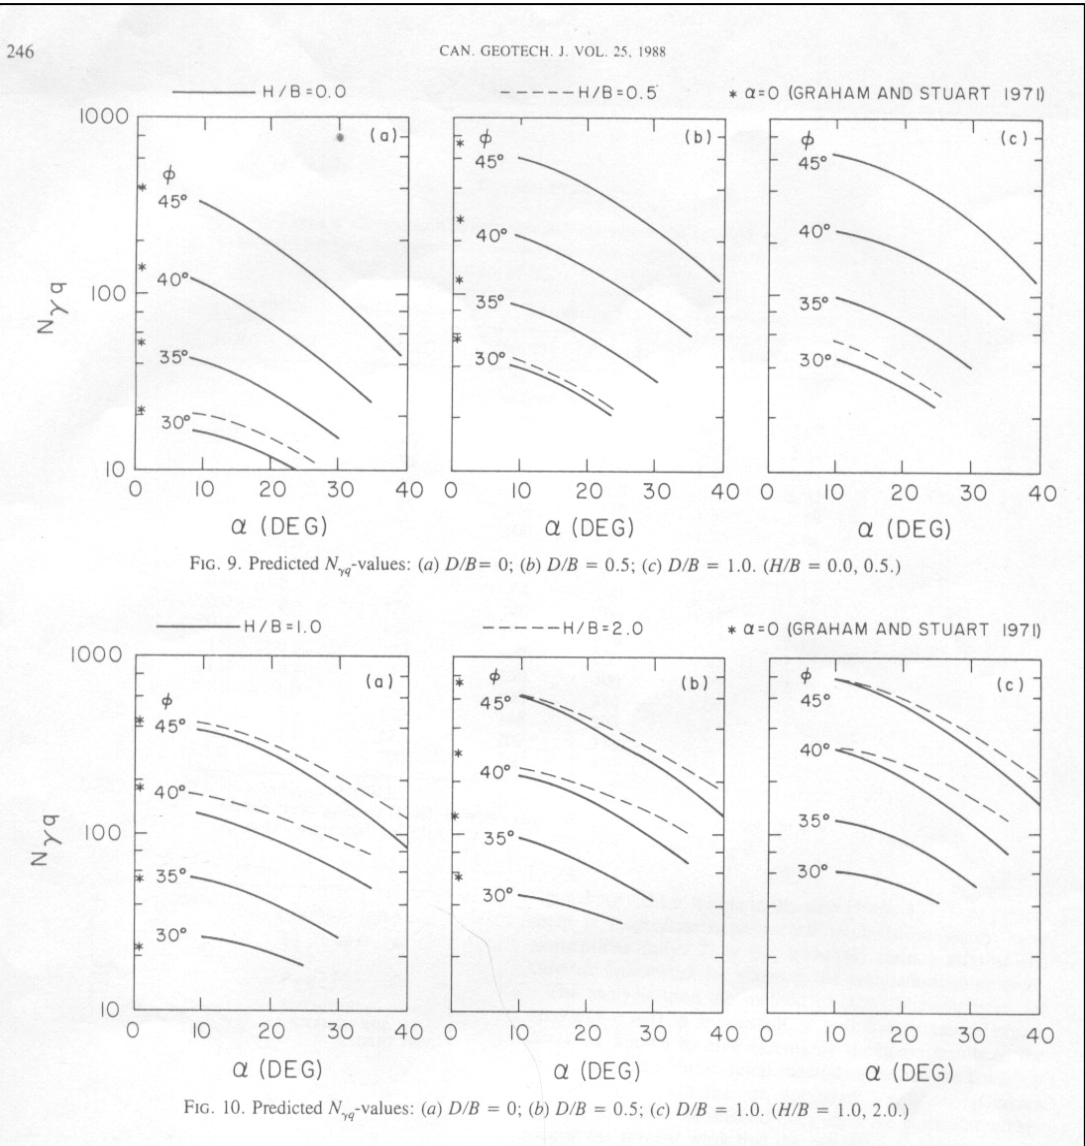 246
CAN. GEOTECH. J. VOL. 25, 1988
H/B=0.0 H/B=0.5 * α=0 (GRAHAM AND STUART 1971)
1000
100
10
Nγq
(a)
ϕ
45°
40°
35°
30°
0 10 20 30 40
α (DEG)
(b)
ϕ
45°
40°
35°
30°
0 10 20 30 40
α (DEG)
(c)
ϕ
45°
40°
35°
30°
0 10 20 30 40
α (DEG)
FIG. 9. Predicted Nγq-values: (a) D/B= 0; (b) D/B = 0.5; (c) D/B = 1.0. (H/B = 0.0, 0.5.)
H/B=1.0 H/B=2.0 * α=0 (GRAHAM AND STUART 1971)
1000
100
10
Nγq
(a)
45°
40°
35°
30°
0 10 20 30 40
α (DEG)
(b)
ϕ
45°
40°
35°
30°
0 10 20 30 40
α (DEG)
(c)
ϕ
45°
40°
35°
30°
0 10 20 30 40
α (DEG)
FIG. 10. Predicted Nγq-values: (a) D/B = 0; (b) D/B = 0.5; (c) D/B = 1.0. (H/B = 1.0, 2.0.)